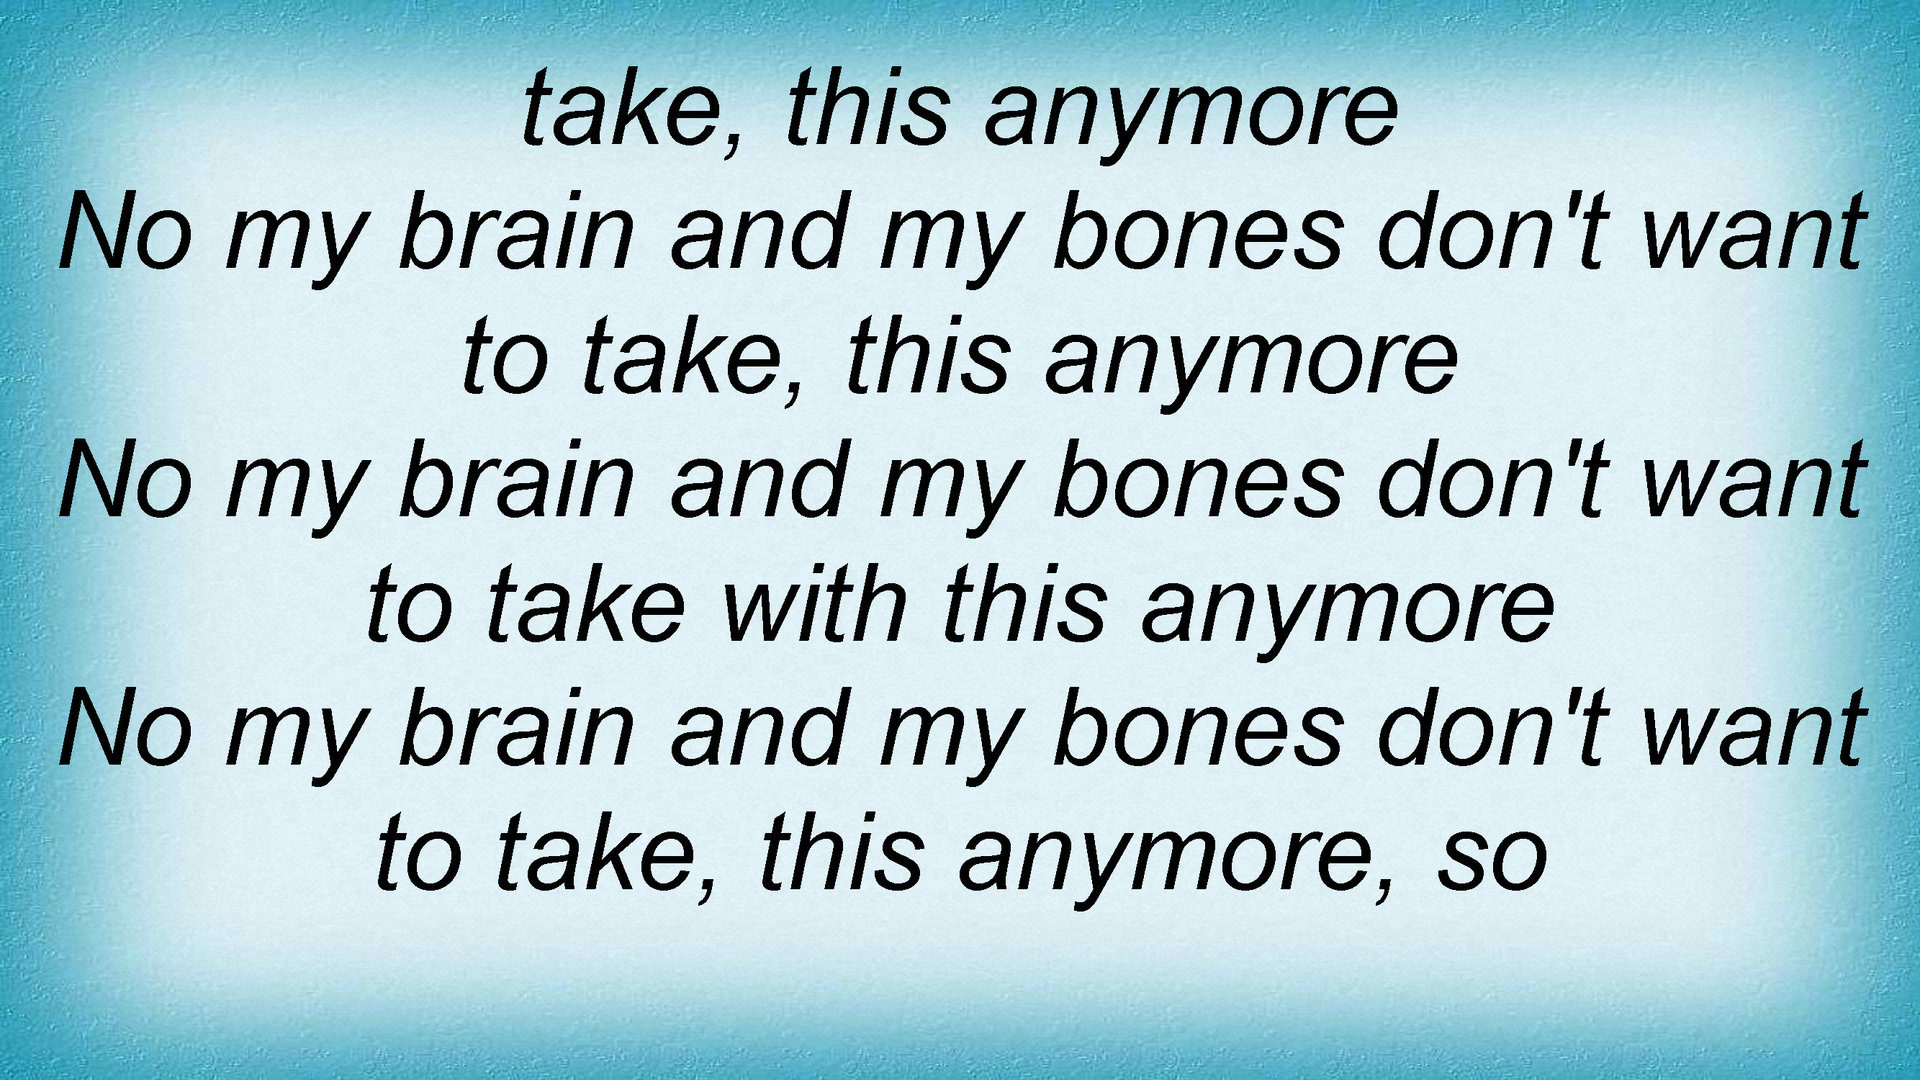 take, this anymore
No my brain and my bones don't want
to take, this anymore
No my brain and my bones don't want
to take with this anymore
No my brain and my bones don't want
to take, this anymore, so